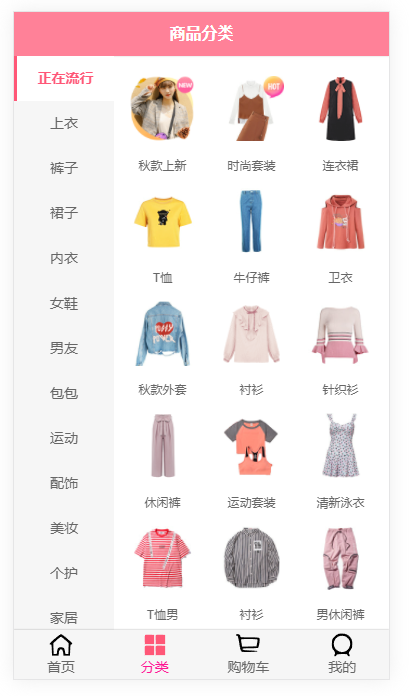 商品分类
正在流行
上衣
裤子
裙子
内衣
女鞋
男友
包包
运动
配饰
美妆
个护
家居
NEW
秋款上新
HOT
时尚套装
连衣裙
T恤
牛仔裤
卫衣
秋款外套
衬衫
针织衫
休闲裤
运动套装
清新泳衣
T恤男
衬衫
男休闲裤
首页
分类
购物车
我的